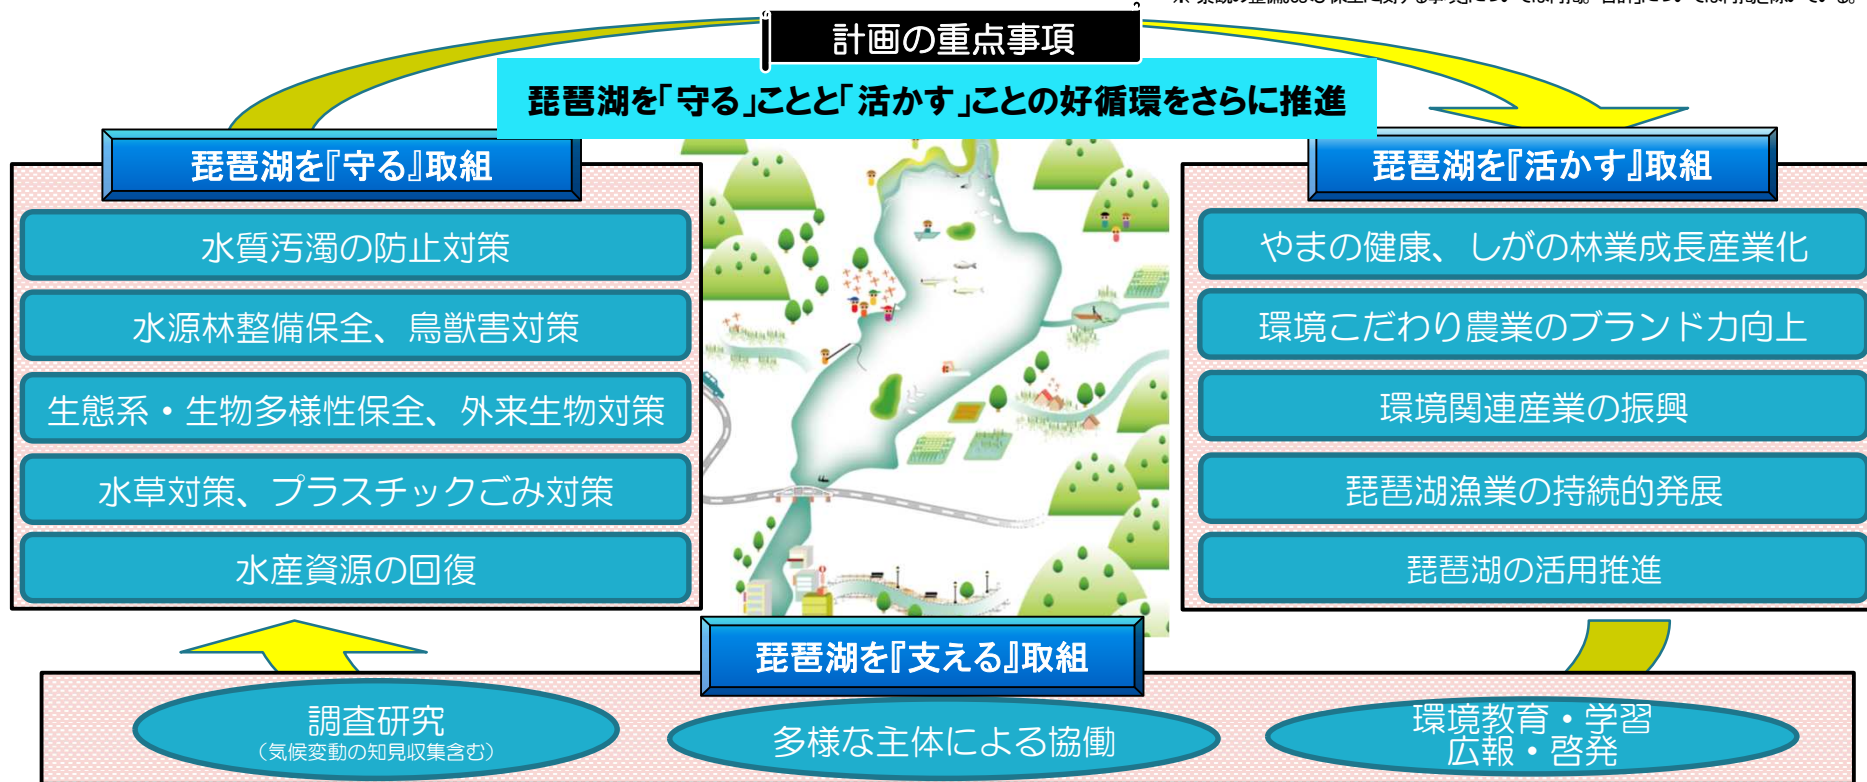 計画の重点事項
琵琶湖を「守る」ことと「活かす」ことの好循環をさらに推進
琵琶湖を『守る』取組
水質汚濁の防止対策
水源林整備保全、鳥獣害対策
生態系・生物多様性保全、外来生物対策
水草対策、プラスチックごみ対策
水産資源の回復
琵琶湖を『活かす』取組
やまの健康、しがの林業成長産業化
環境こだわり農業のブランド力向上
環境関連産業の振興
琵琶湖漁業の持続的発展
琵琶湖の活用推進
琵琶湖を『支える』取組
調査研究
（気候変動の知見収集含む）
多様な主体による協働
環境教育・学習
広報・啓発